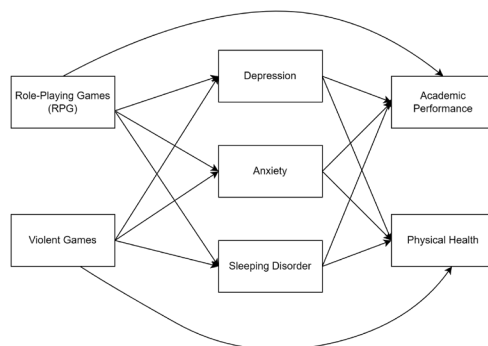 Depression
Role-Playing Games
(RPG)
Academic
Performance
Anxiety
Violent Games
Physical Health
Sleeping Disorder